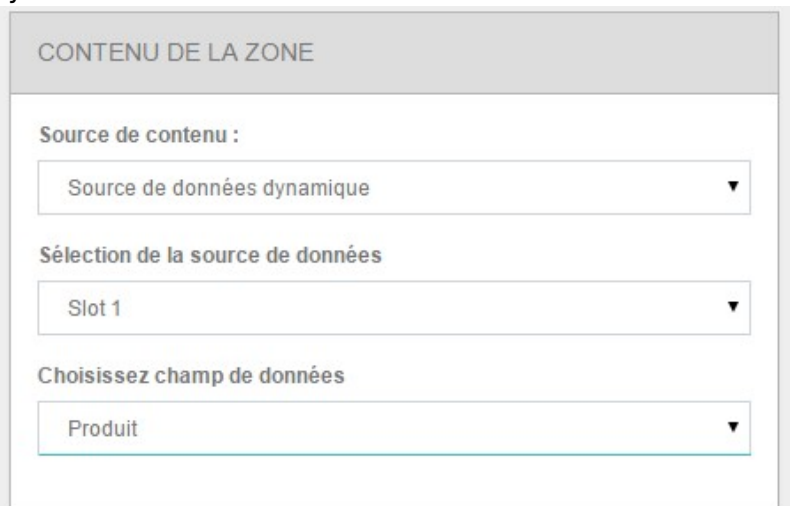 CONTENU DE LA ZONE
Source de contenu :
Source de données dynamique
Sélection de la source de données
Slot 1
Choisissez champ de données
Produit